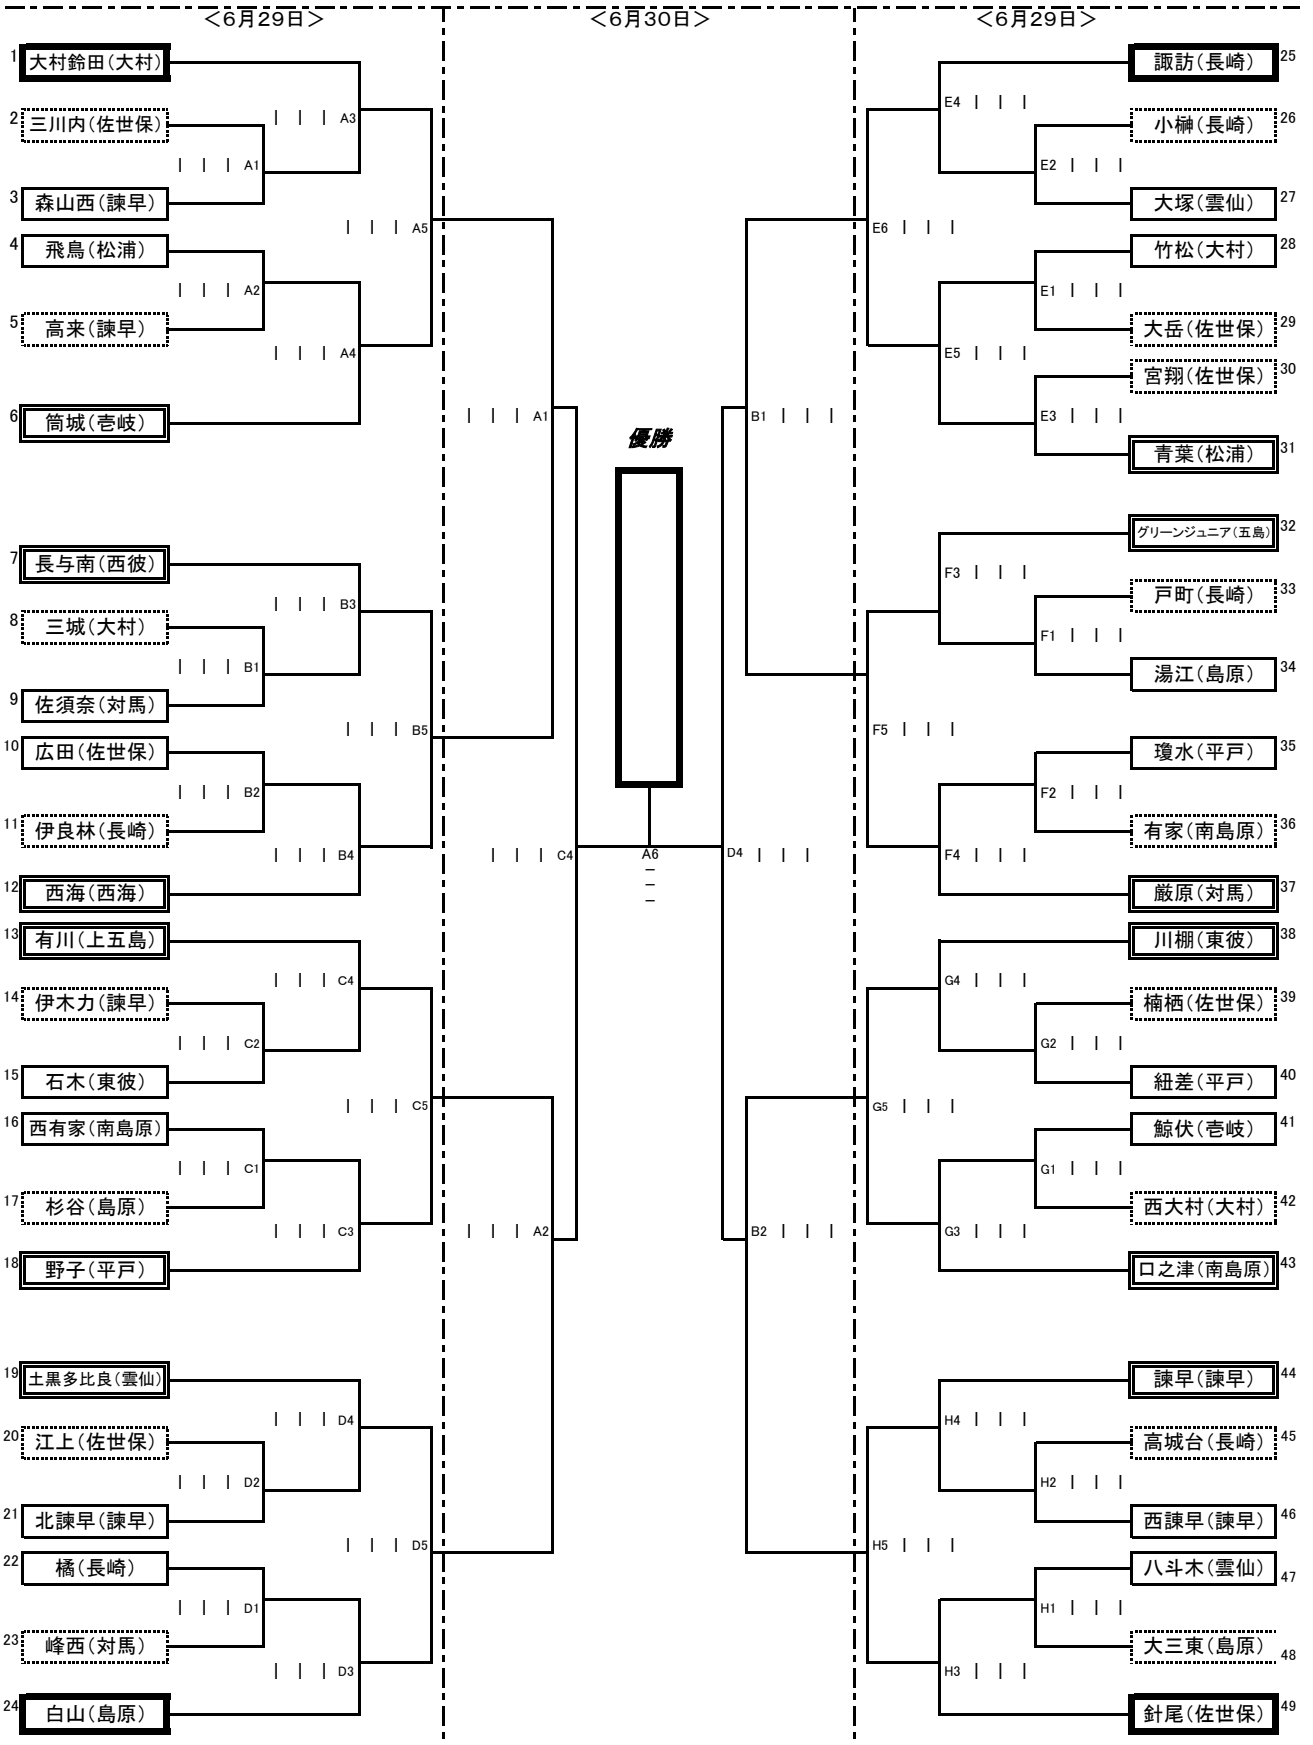 ＜6月29日＞
＜6月30日＞
＜6月29日＞
1 大村鈴田（大村）
A3
2 三川内（佐世保）
A1
3 森山西（諫早）
A5
4 飛鳥（松浦）
A2
5 高来（諫早）
A4
6 筒城（壱岐）
A1
7 長与南（西彼）
B3
8 三城（大村）
B1
9 佐須奈（対馬）
B5
10 広田（佐世保）
B2
11 伊良林（長崎）
B4
12 西海（西海）
C4
13 有川（上五島）
C4
14 伊木力（諫早）
C2
15 石木（東彼）
C5
16 西有家（南島原）
C1
17 杉谷（島原）
C3
18 野子（平戸）
A2
19 土黒多比良（雲仙）
D4
20 江上（佐世保）
D2
21 北諫早（諫早）
D5
22 橘（長崎）
D1
23 峰西（対馬）
D3
24 白山（島原）
優勝
A6
諏訪（長崎） 25
E4
小榊（長崎） 26
E2
大塚（雲仙） 27
E6
竹松（大村） 28
E1
大岳（佐世保） 29
E5
宮翔（佐世保） 30
E3
青葉（松浦） 31
B1
グリーンジュニア（五島） 32
F3
戸町（長崎） 33
F1
湯江（島原） 34
F5
瓊水（平戸） 35
F2
有家（南島原） 36
F4
厳原（対馬） 37
D4
川棚（東彼） 38
G4
楠栖（佐世保） 39
G2
紐差（平戸） 40
G5
鯨伏（壱岐） 41
G1
西大村（大村） 42
G3
口之津（南島原） 43
B2
諫早（諫早） 44
H4
高城台（長崎） 45
H2
西諫早（諫早） 46
H5
八斗木（雲仙） 47
H1
大三東（島原） 48
H3
針尾（佐世保） 49